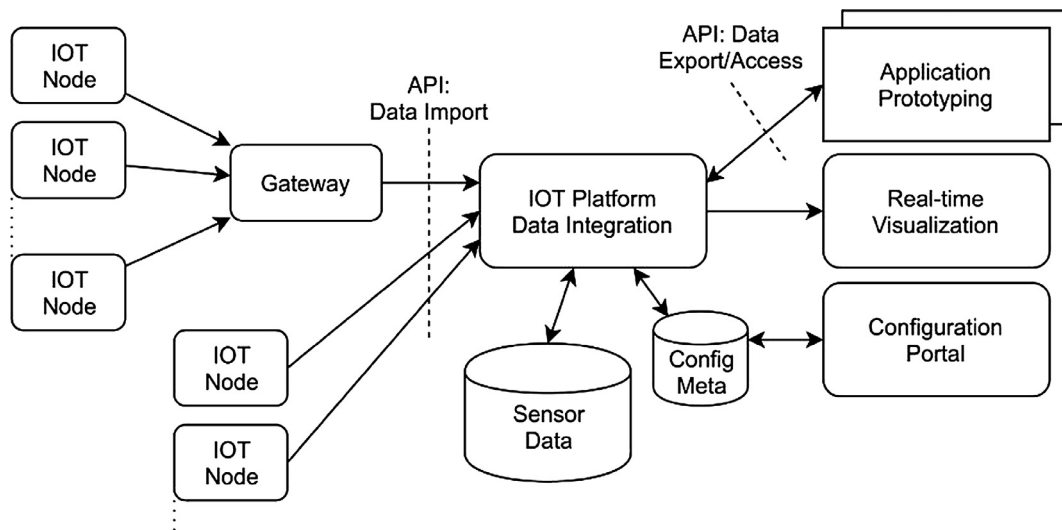 IOT
Node
IOT
Node
IOT
Node
Gateway
API:
Data Import
IOT
Node
IOT
Node
IOT Platform
Data Integration
API: Data
Export/Access
Application
Prototyping
Real-time
Visualization
Configuration
Portal
Config
Meta
Sensor
Data